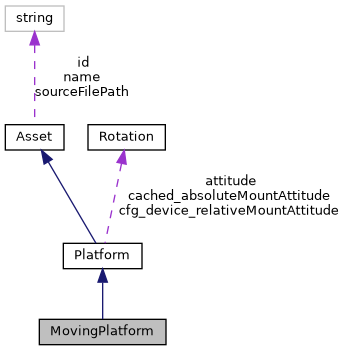 string
id
name
sourceFilePath
Asset
Rotation
attitude
cached_absoluteMountAttitude
cfg_device_relativeMountAttitude
Platform
MovingPlatform